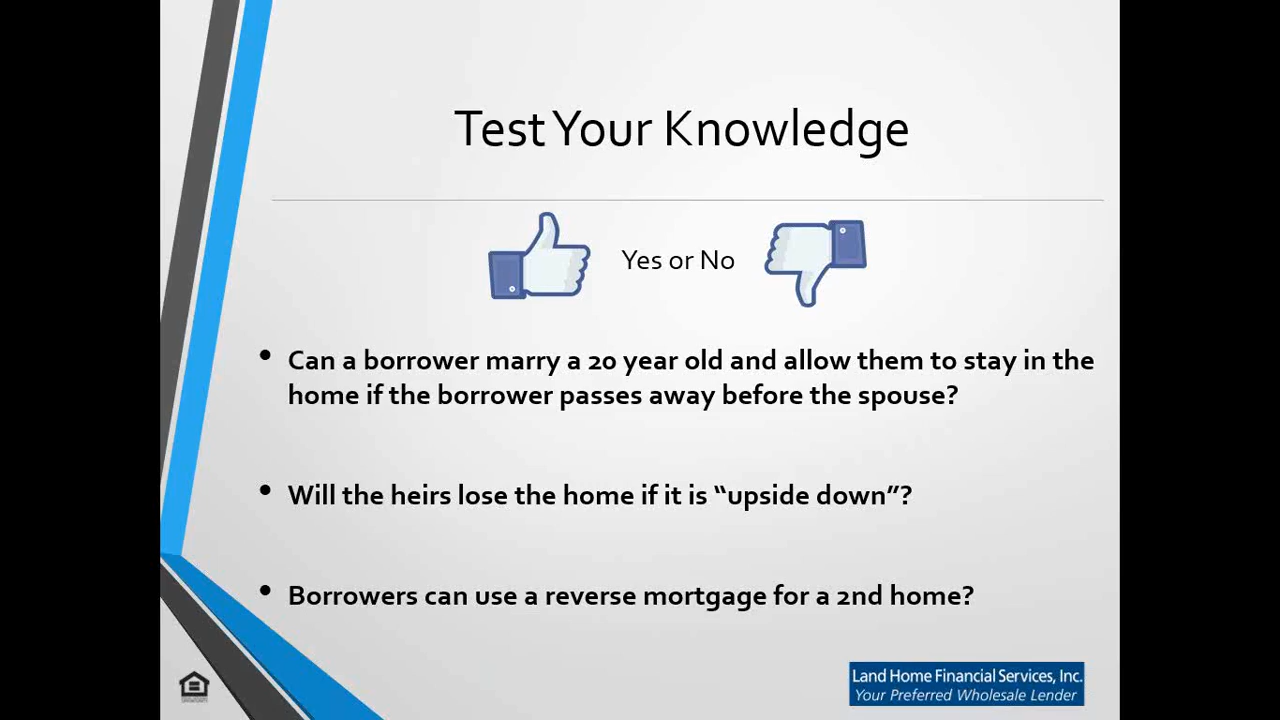 Test Your Knowledge
Yes or No
• Can a borrower marry a 20 year old and allow them to stay in the
home if the borrower passes away before the spouse?
• Will the heirs lose the home if it is “upside down”?
• Borrowers can use a reverse mortgage for a 2nd home?
Land Home Financial Services, Inc.
Your Preferred Wholesale Lender